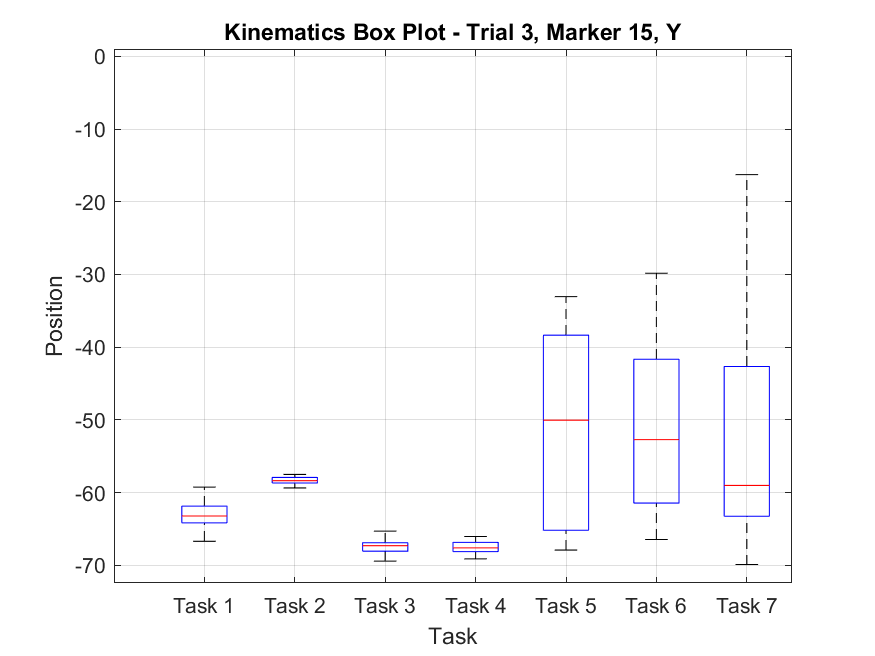 Kinematics Box Plot - Trial 3, Marker 15, Y
0
-10
-20
-30
-40
-50
-60
-70
Position
Task 1 Task 2 Task 3 Task 4 Task 5 Task 6 Task 7
Task